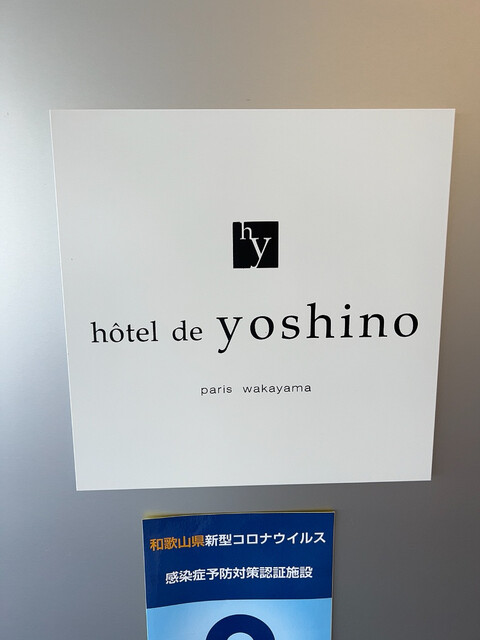 hy
hôtel de yoshino
paris wakayama
和歌山県新型コロナウイルス
感染症予防対策認証施設